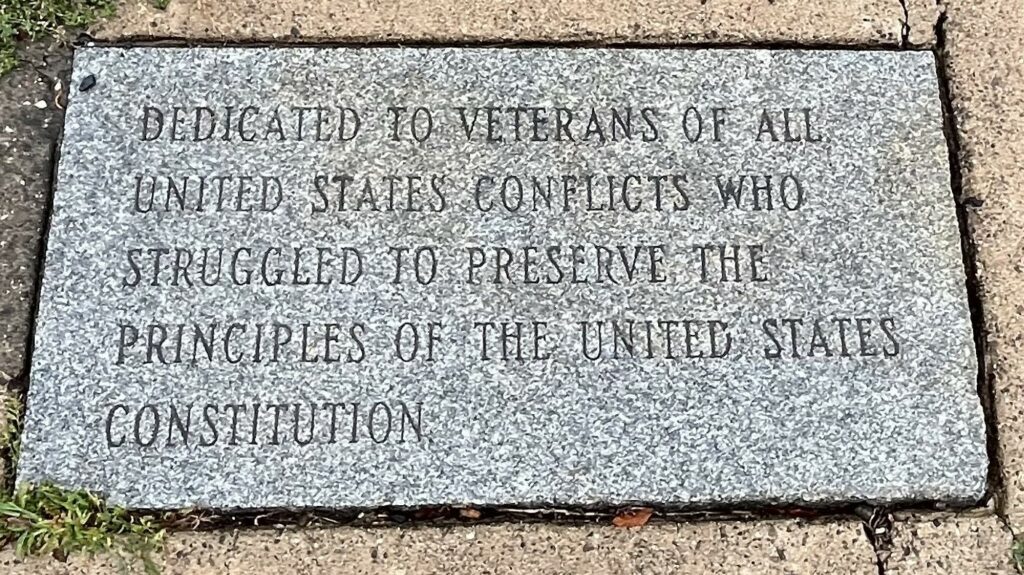 DEDICATED TO VETERANS OF ALL
UNITED STATES CONFLICTS WHO
STRUGGLED TO PRESERVE THE
PRINCIPLES OF THE UNITED STATES
CONSTITUTION.